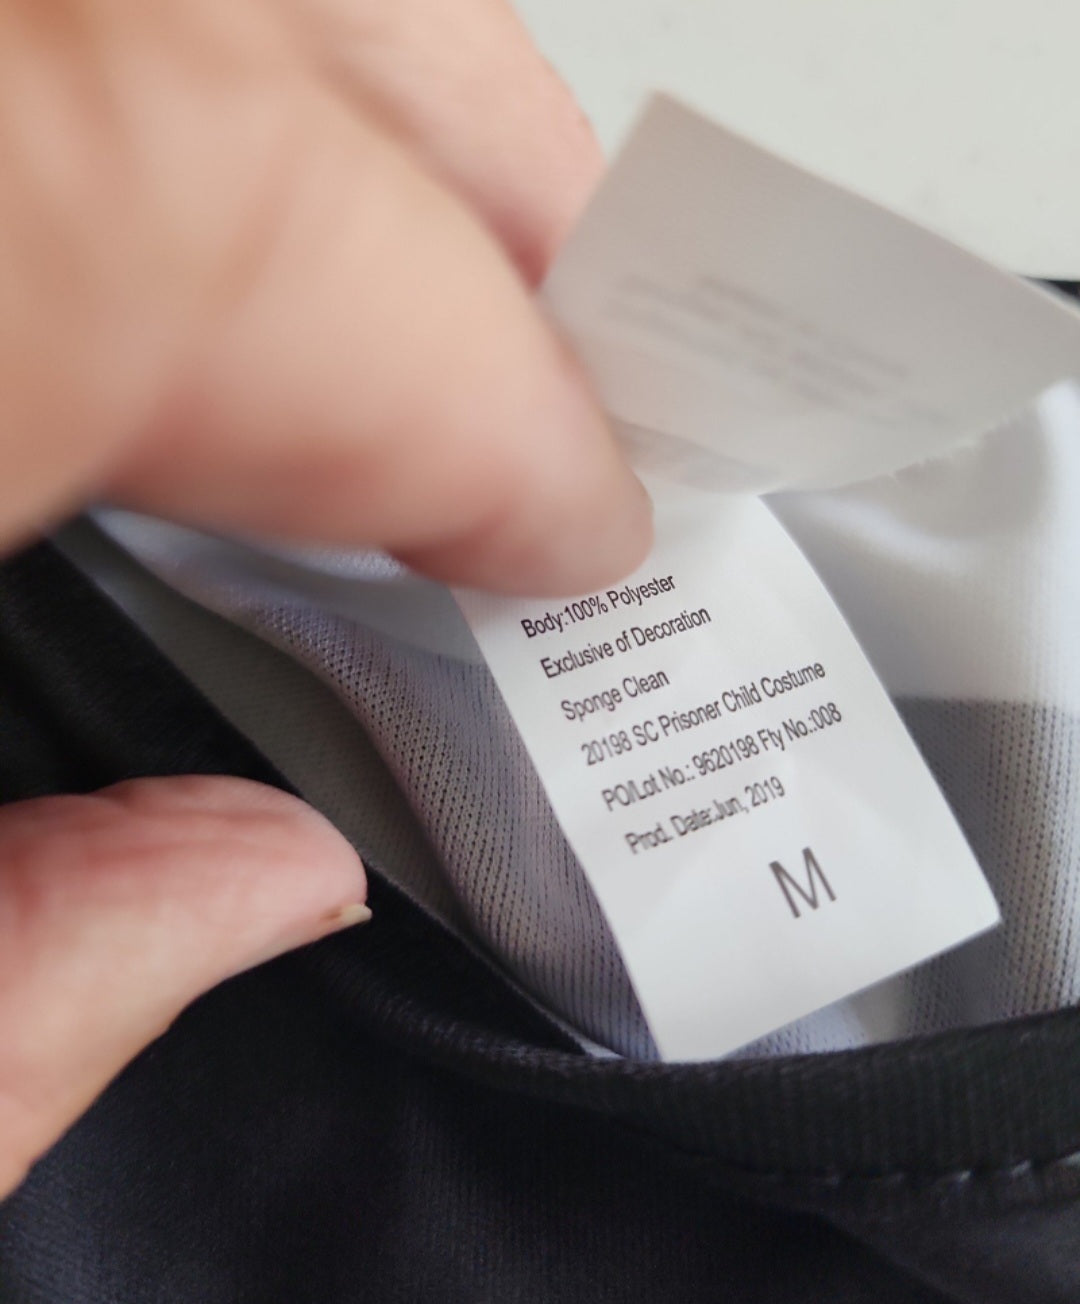 Body:100% Polyester
Exclusive of Decoration
Sponge Clean
20198 SC Prisoner Child Costume
PO/Lot No.: 9620198 Fty No.:008
Prod. Date:Jun, 2019
M